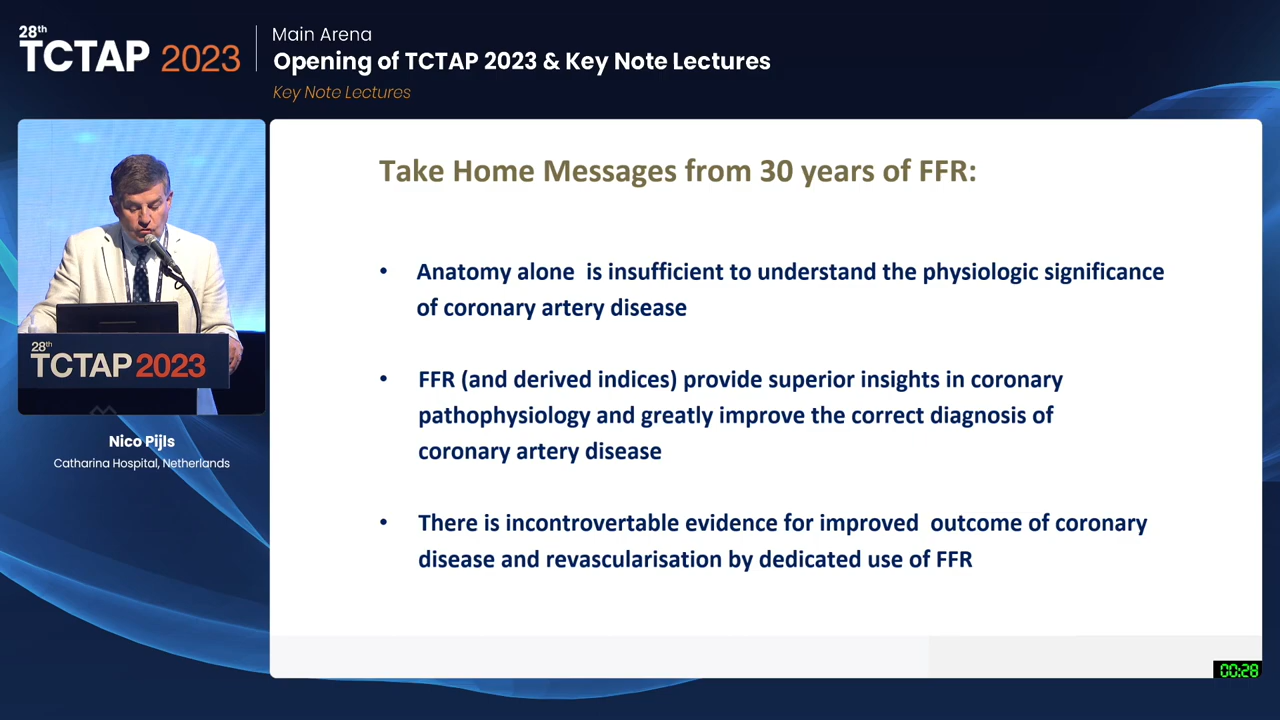 28th
TCTAP 2023
Main Arena
Opening of TCTAP 2023 & Key Note Lectures
Key Note Lectures
28th
TCTAP 2023
Nico Pijls
Catharina Hospital, Netherlands
Take Home Messages from 30 years of FFR:
• Anatomy alone is insufficient to understand the physiologic significance
of coronary artery disease
• FFR (and derived indices) provide superior insights in coronary
pathophysiology and greatly improve the correct diagnosis of
coronary artery disease
• There is incontrovertable evidence for improved outcome of coronary
disease and revascularisation by dedicated use of FFR
00:28